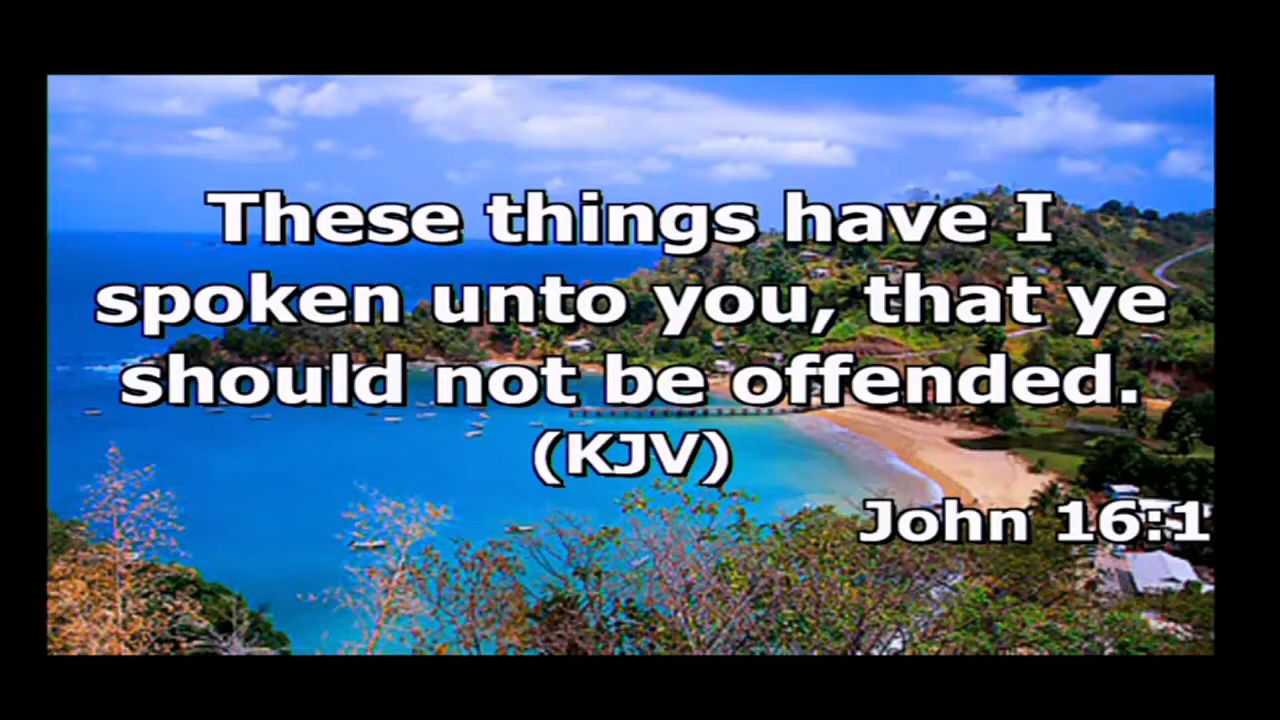 These things have I
spoken unto you, that ye
should not be offended.
(KJV)
John 16:1